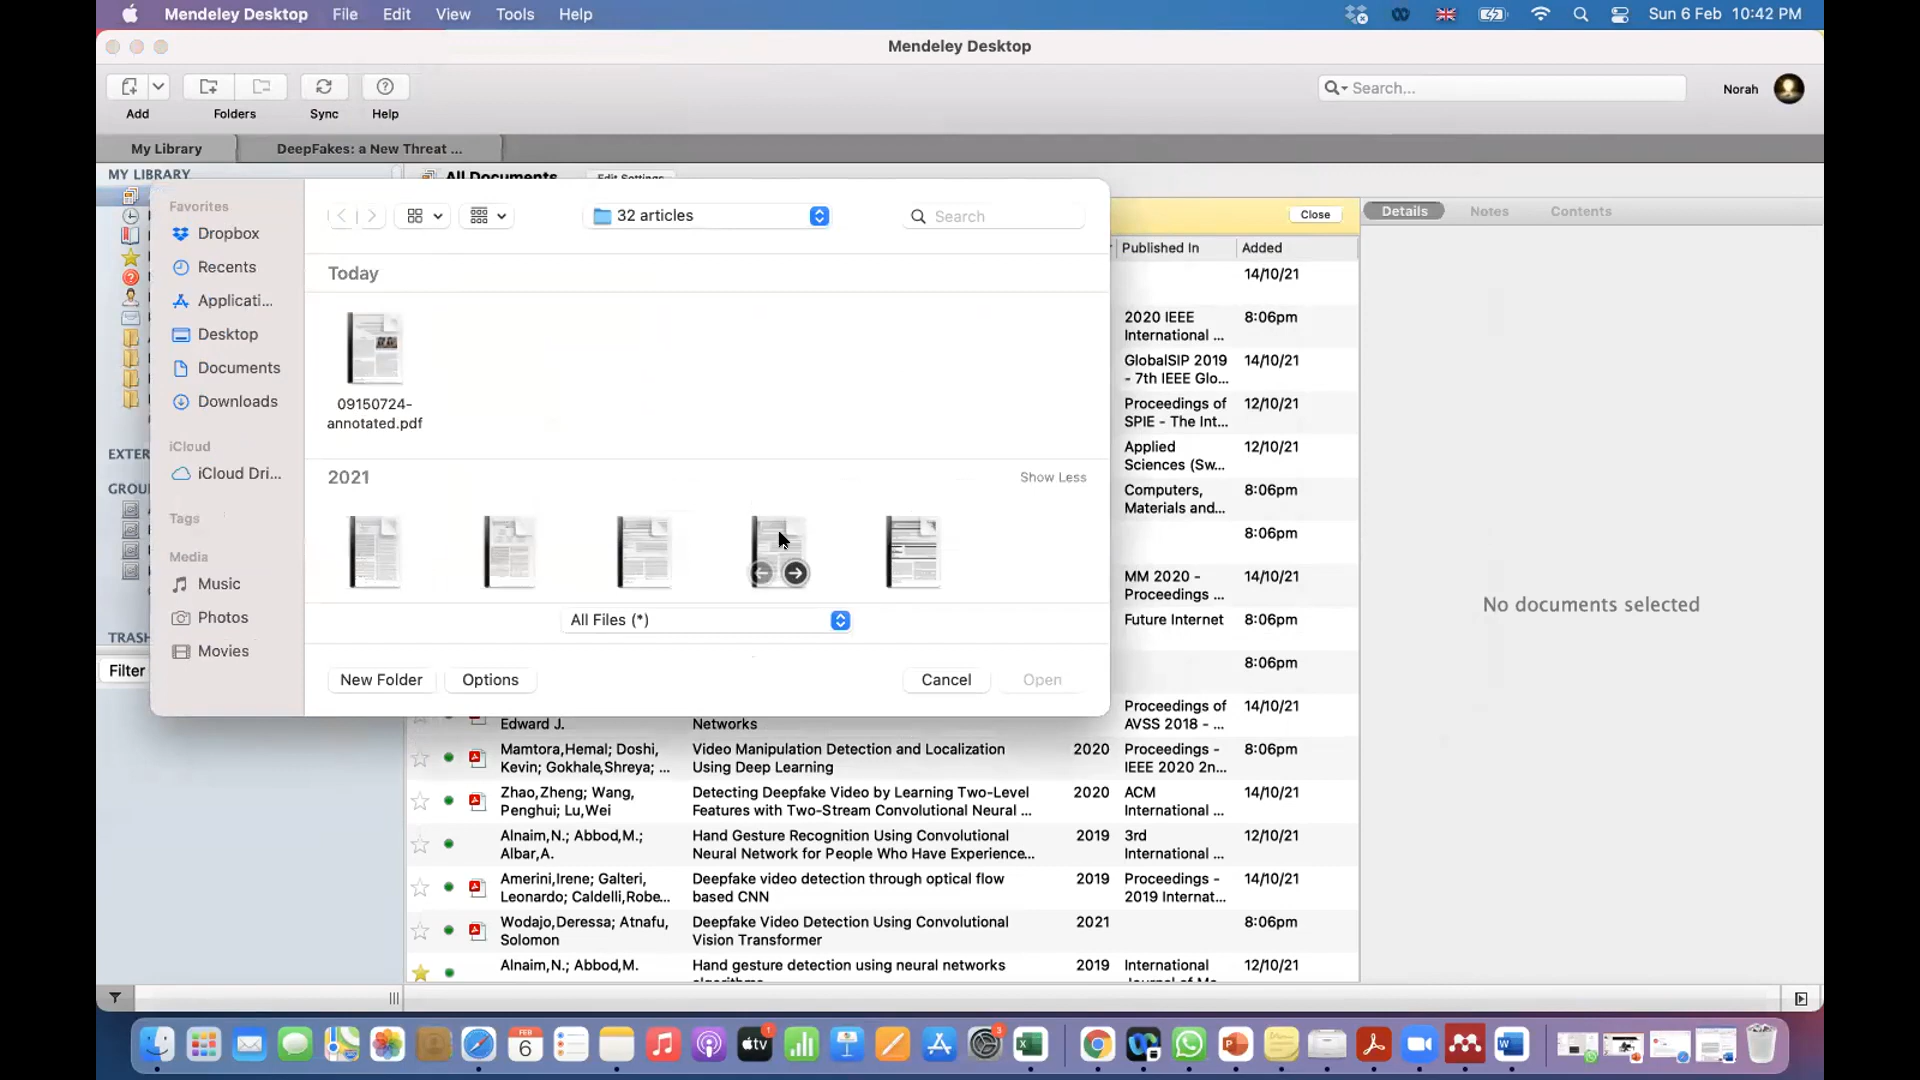 Mendeley Desktop File Edit View Tools Help
Sun 6 Feb 10:42 PM
Mendeley Desktop
Add
Folders
Sync
Help
Search...
Norah
My Library
DeepFakes: a New Threat ...
MY LIBRARY
All Documents
Edit Settings
Favorites
Dropbox
Recents
Applicati...
Desktop
Documents
Downloads
iCloud
iCloud Dri...
Tags
Media
Music
Photos
Movies
EXTER
GROU
TRASH
Filter
32 articles
Search
Today
09150724-
annotated.pdf
2021
Show Less
All Files (*)
New Folder
Options
Cancel
Open
Close
Details
Notes
Contents
No documents selected
Published In
Added
14/10/21
2020 IEEE
International ...
8:06pm
GlobalSIP 2019
- 7th IEEE Glo...
14/10/21
Proceedings of
SPIE - The Int...
12/10/21
Applied
Sciences (Sw...
12/10/21
Computers,
Materials and...
8:06pm
8:06pm
MM 2020 -
Proceedings ...
14/10/21
Future Internet
8:06pm
8:06pm
Edward J.
Networks
Proceedings of
AVSS 2018 - ...
14/10/21
Mamtora,Hemal; Doshi,
Kevin; Gokhale,Shreya; ...
Video Manipulation Detection and Localization
Using Deep Learning
2020
Proceedings -
IEEE 2020 2n...
8:06pm
Zhao,Zheng; Wang,
Penghui; Lu,Wei
Detecting Deepfake Video by Learning Two-Level
Features with Two-Stream Convolutional Neural ...
2020
ACM
International ...
14/10/21
Alnaim,N.; Abbod,M.;
Albar,A.
Hand Gesture Recognition Using Convolutional
Neural Network for People Who Have Experience...
2019
3rd
International ...
12/10/21
Amerini,Irene; Galteri,
Leonardo; Caldelli,Robe...
Deepfake video detection through optical flow
based CNN
2019
Proceedings -
2019 Internat...
14/10/21
Wodajo,Deressa; Atnafu,
Solomon
Deepfake Video Detection Using Convolutional
Vision Transformer
2021
8:06pm
Alnaim,N.; Abbod,M.
Hand gesture detection using neural networks
2019
International
12/10/21
FEB
6
tv
1
3